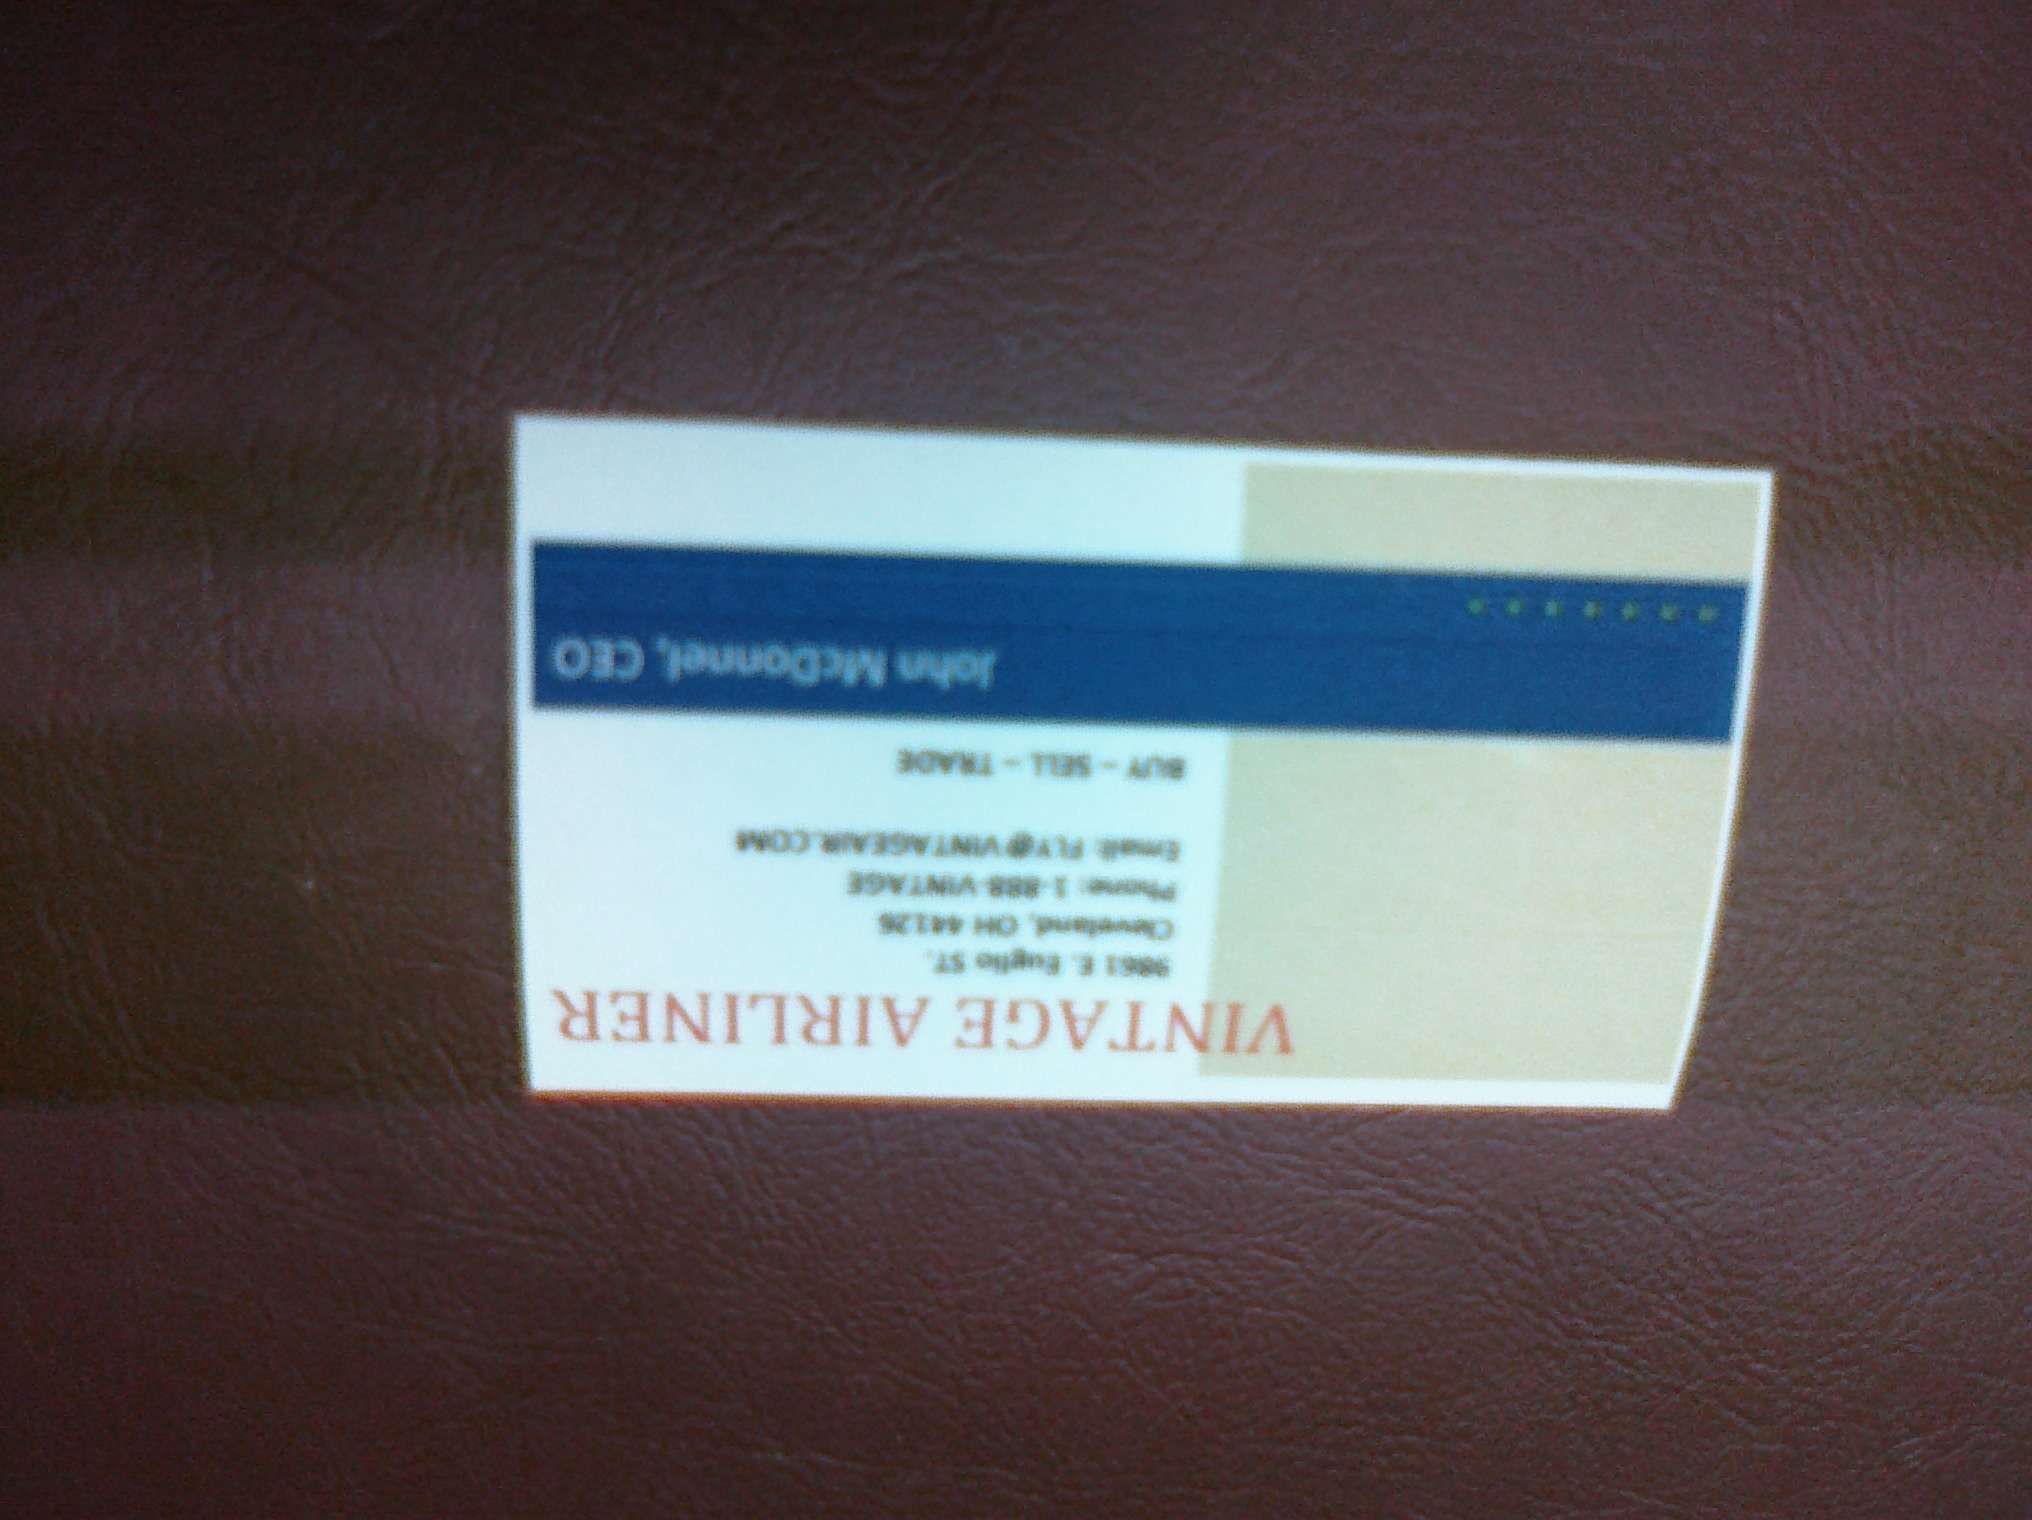 VINTAGE AIRLINER
9861 E. Euglio ST.
Cleveland, OH 44126
Phone: 1-888-VINTAGE
Email: FLY@VINTAGEAIR.COM
BUY – SELL – TRADE
John McDonnel, CEO